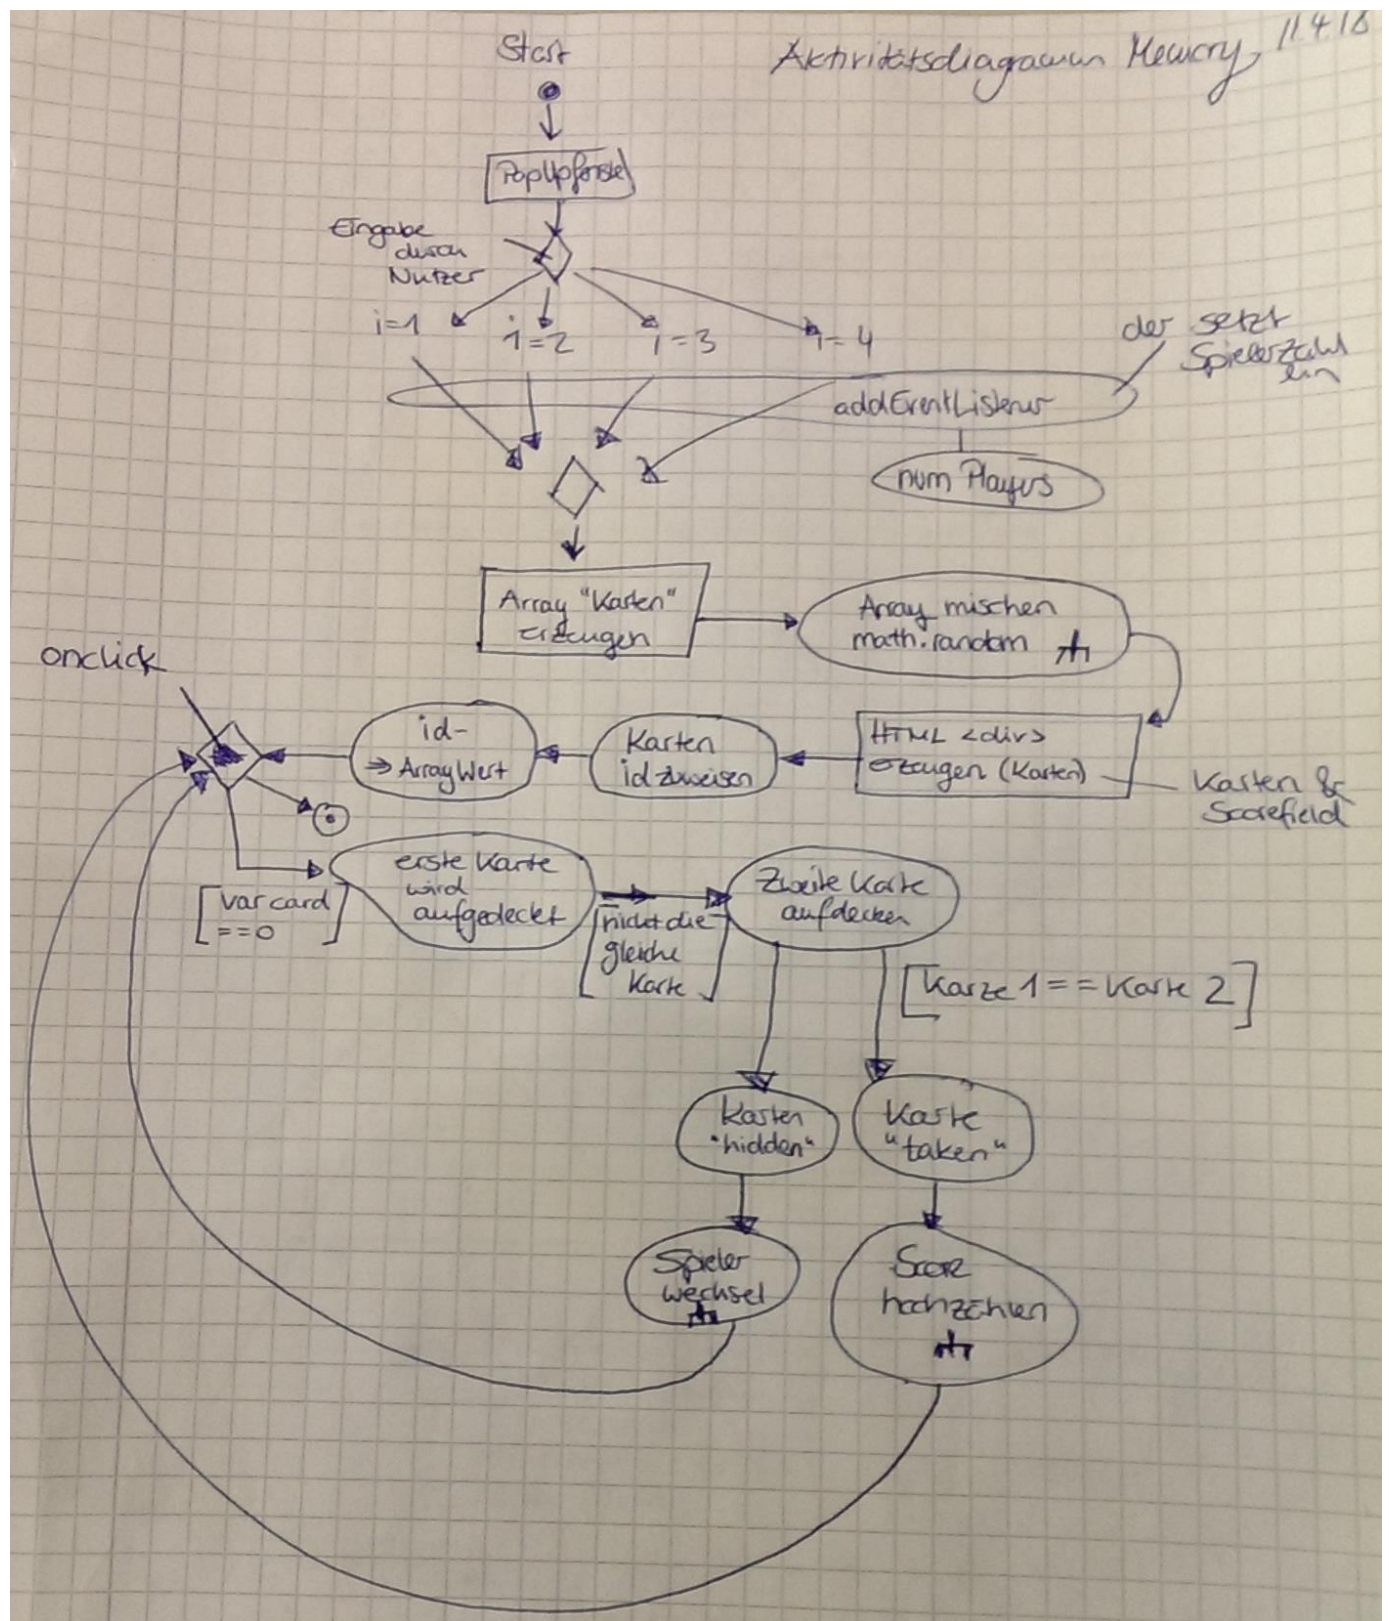 Start
Aktivitätsdiagramm Memory 11 4 18
PopUpfenster
Eingabe
durch
Nutzer
i=1
i=2
i=3
i=4
der setzt
Spielerzahl
ein
addEventListener
num Players
Array "Karten"
erzeugen
Array mischen
math.random
onclick
id-
⇒ ArrayWert
Karten
id zuweisen
HTML <div>
erzeugen (Karten)
Karten &
Scorefield
[var card
==0]
erste Karte
wird
aufgedeckt
[nicht die
gleiche
Karte]
Zweite Karte
aufdecken
[Karte 1 == Karte 2]
Karten
"hidden"
Karte
"taken"
Spieler
wechsel
Score
hochzählen